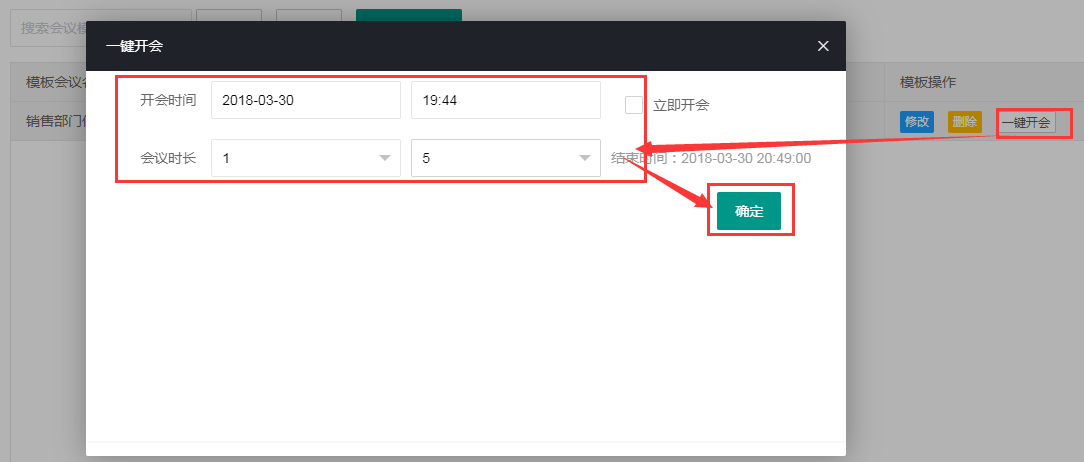 搜索会议模
一键开会
模板会议名
模板操作
开会时间
2018-03-30
19:44
立即开会
销售部门
修改
删除
一键开会
会议时长
1
5
结束时间：2018-03-30 20:49:00
确定